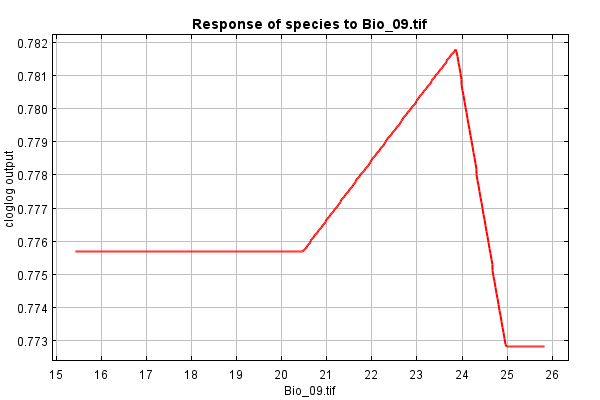 Response of species to Bio_09.tif
cloglog output
0.782
0.781
0.780
0.779
0.778
0.777
0.776
0.775
0.774
0.773
15 16 17 18 19 20 21 22 23 24 25 26
Bio_09.tif